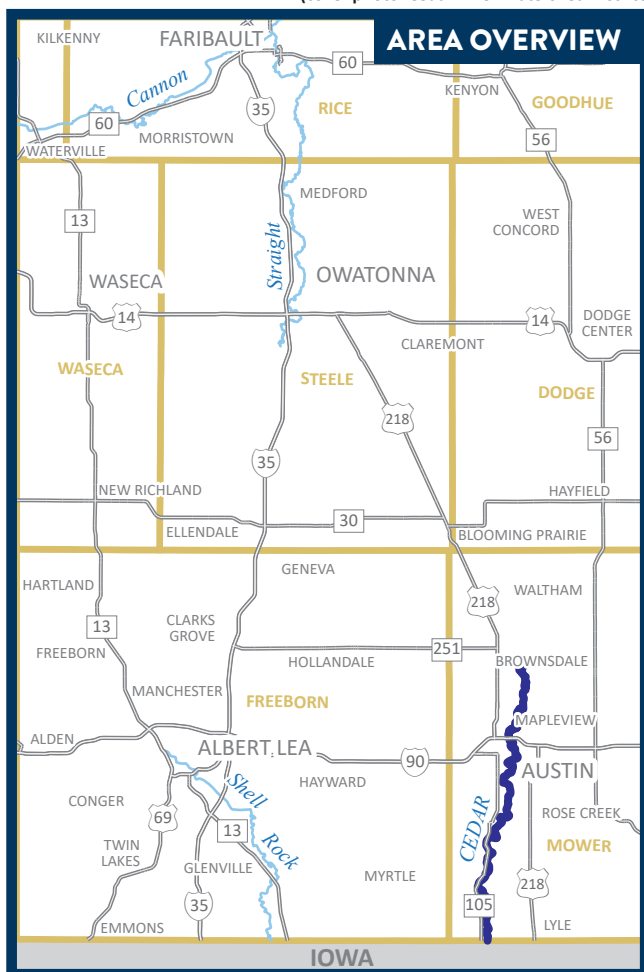 AREA OVERVIEW
KILKENNY
FARIBAULT
60
KENYON
GOODHUE
Cannon
35
RICE
60
MORRISTOWN
56
WATERVILLE
MEDFORD
13
WEST
CONCORD
Straight
WASECA
OWATONNA
14
14
DODGE
CENTER
CLAREMONT
WASECA
STEELE
DODGE
218
56
35
NEW RICHLAND
HAYFIELD
30
ELLENDALE
BLOOMING PRAIRIE
GENEVA
HARTLAND
WALTHAM
218
CLARKS
GROVE
13
FREEBORN
251
HOLLANDALE
BROWNSDALE
MANCHESTER
FREEBORN
MAPLEVIEW
ALDEN
ALBERT LEA
90
AUSTIN
HAYWARD
Shell
Rock
CONGER
69
13
CEDAR
ROSE CREEK
TWIN
LAKES
MOWER
GLENVILLE
MYRTLE
218
35
105
EMMONS
LYLE
IOWA